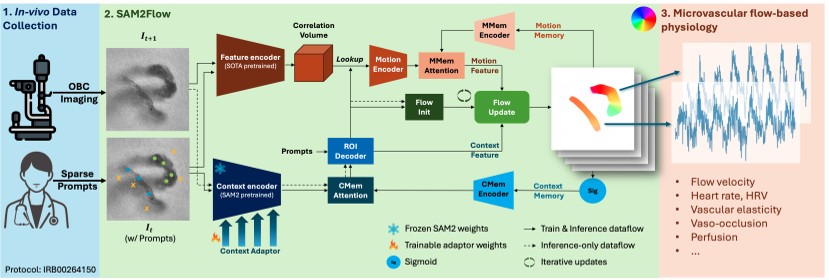 1. In-vivo Data
Collection
OBC
Imaging
Sparse
Prompts
Protocol: IRB00264150
2. SAM2Flow
It+1
It
(w/ Prompts)
Feature encoder
(SOTA pretrained)
Correlation
Volume
Lookup
Motion
Encoder
MMem
Attention
MMem
Encoder
Motion
Memory
Motion
Feature
Flow
Init
Flow
Update
Prompts
ROI
Decoder
Context
Feature
Context encoder
(SAM2 pretrained)
CMem
Attention
CMem
Encoder
Context
Memory
Sig
Context Adaptor
Frozen SAM2 weights
Trainable adaptor weights
Sig
Sigmoid
Train & Inference dataflow
Inference-only dataflow
Iterative updates
3. Microvascular flow-based
physiology
• Flow velocity
• Heart rate, HRV
• Vascular elasticity
• Vaso-occlusion
• Perfusion
• ...